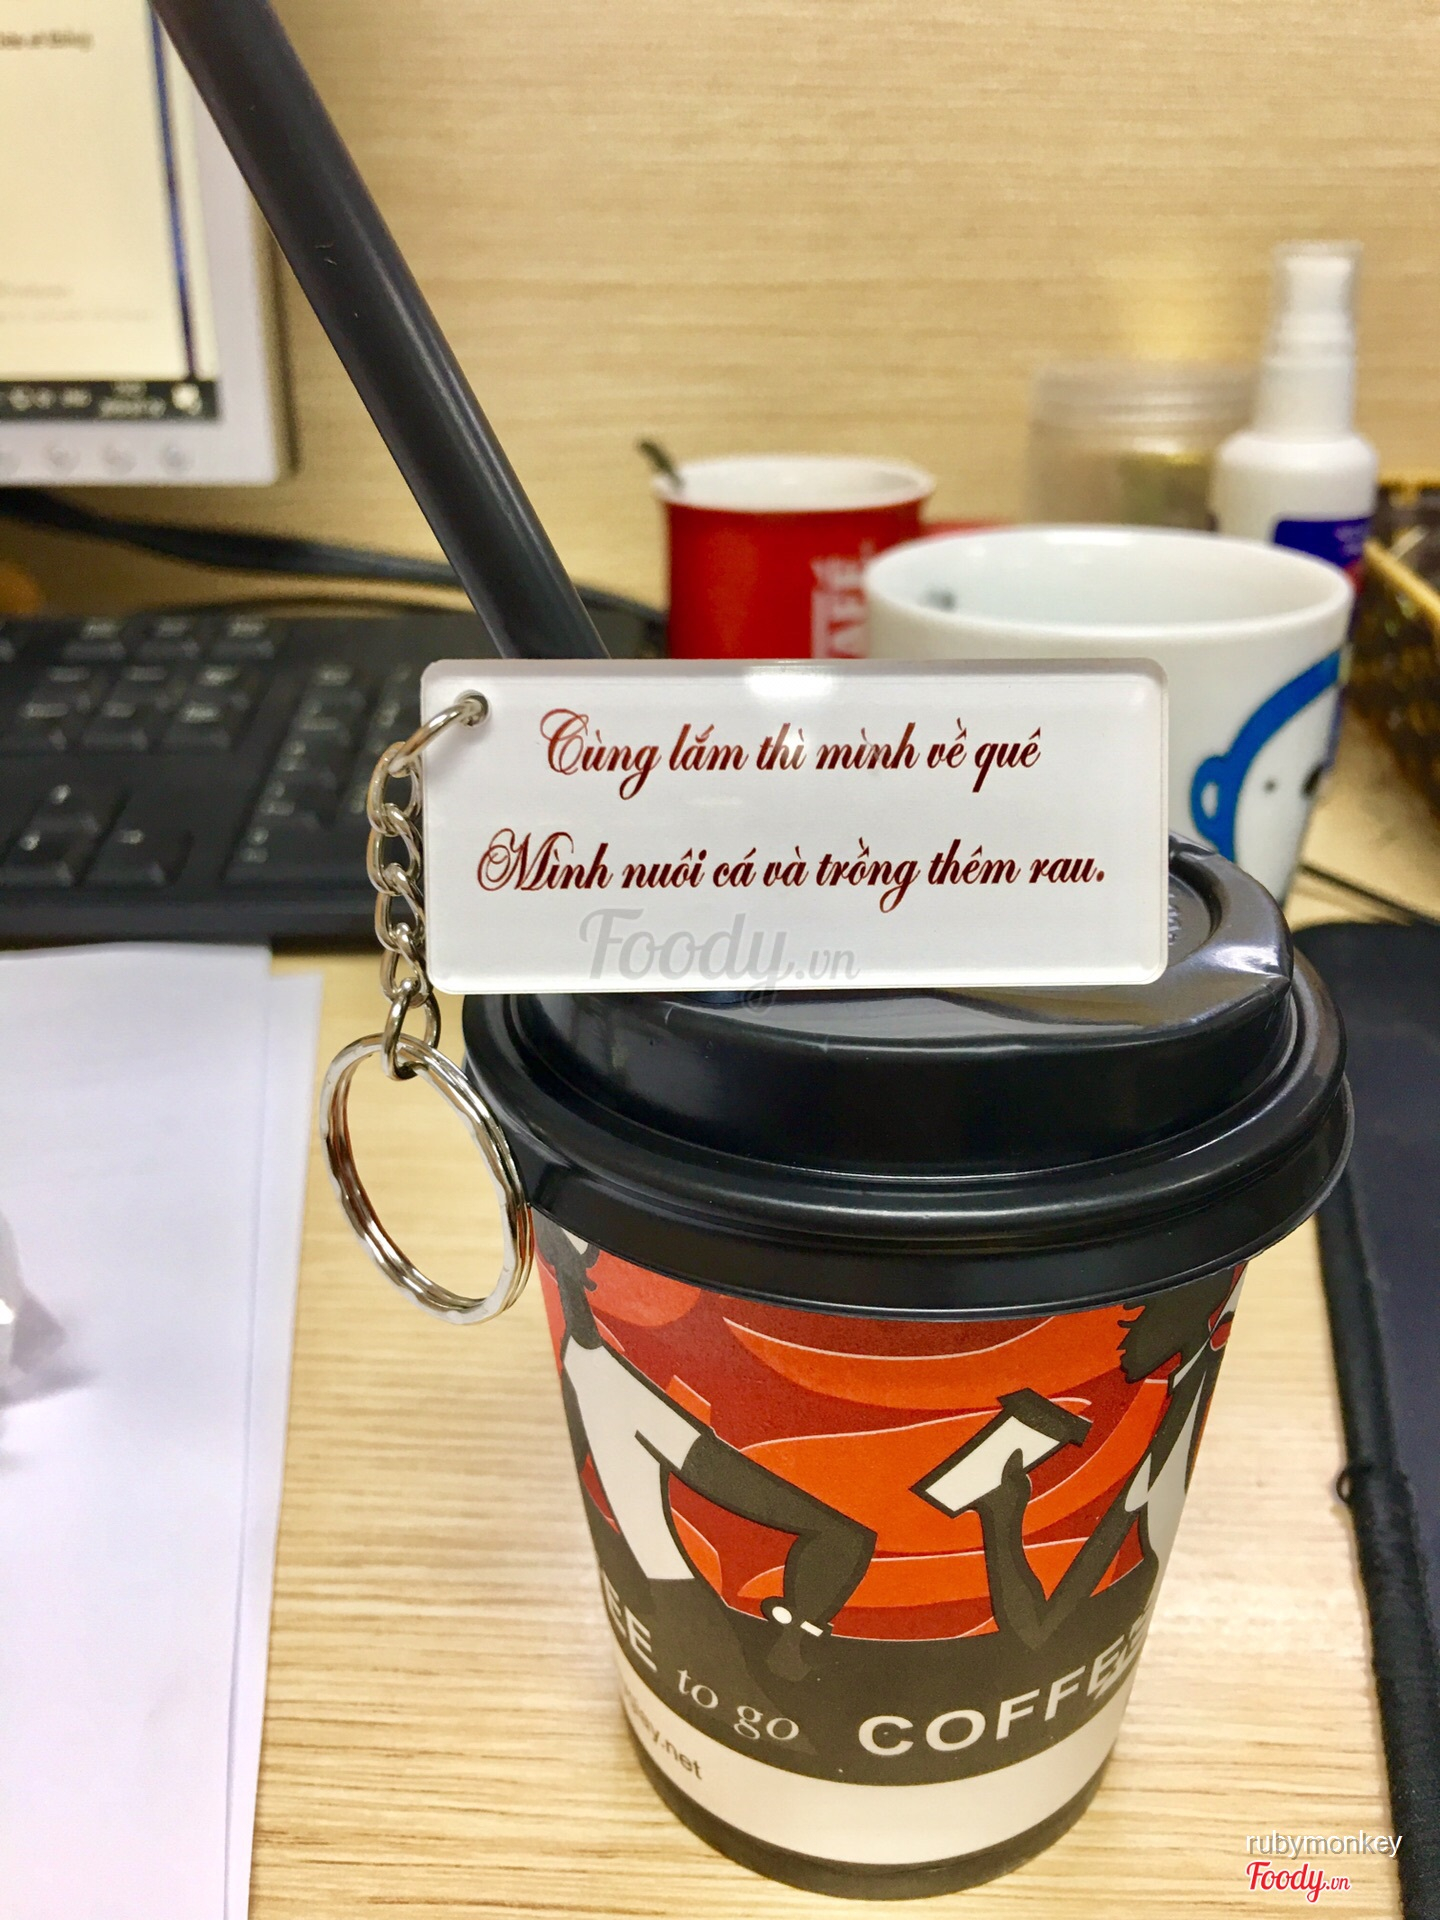 Cùng lắm thì mình về quê
Mình nuôi cá và trồng thêm rau.
Foody.vn
to go
COFFEE
.net
rubymonkey
Foody.vn